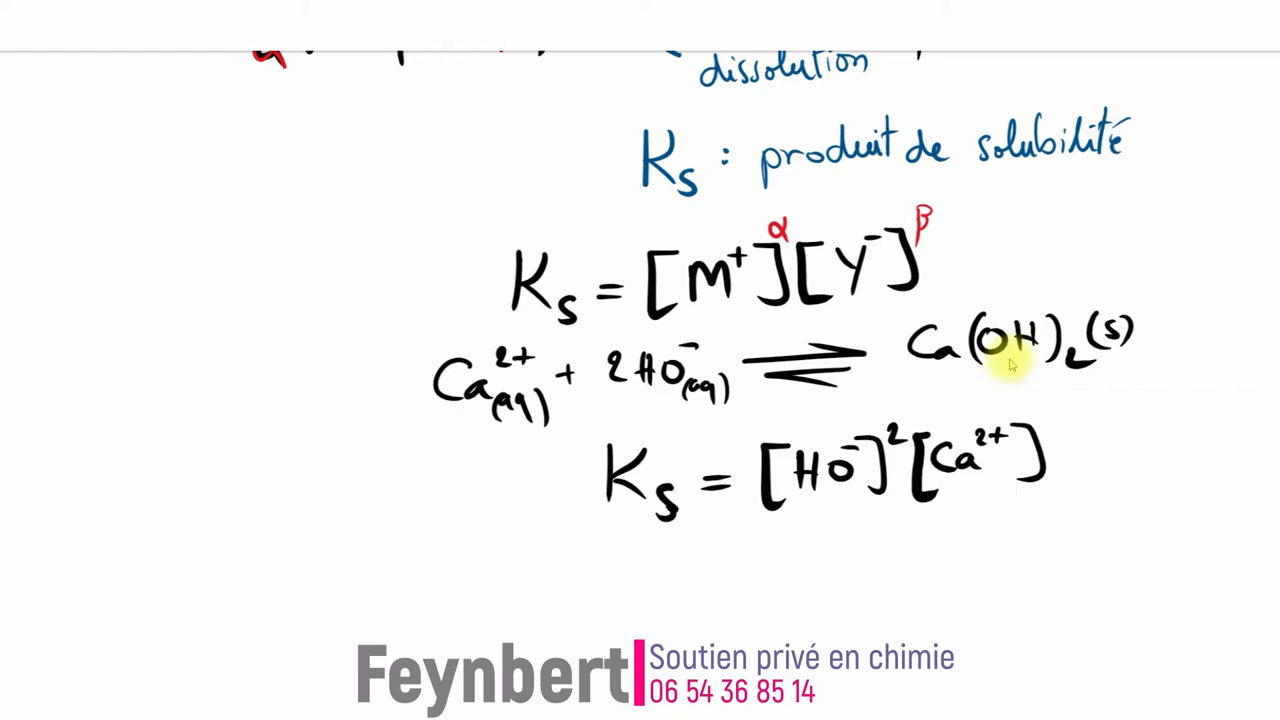 dissolution
Ks : produit de solubilité
Ks = [M⁺]ᵅ[Y⁻]ᵝ
Ca²⁺(aq) + 2HO⁻(aq) ⇌ Ca(OH)₂(s)
Ks = [HO⁻]²[Ca²⁺]
Feynbert
Soutien privé en chimie
06 54 36 85 14